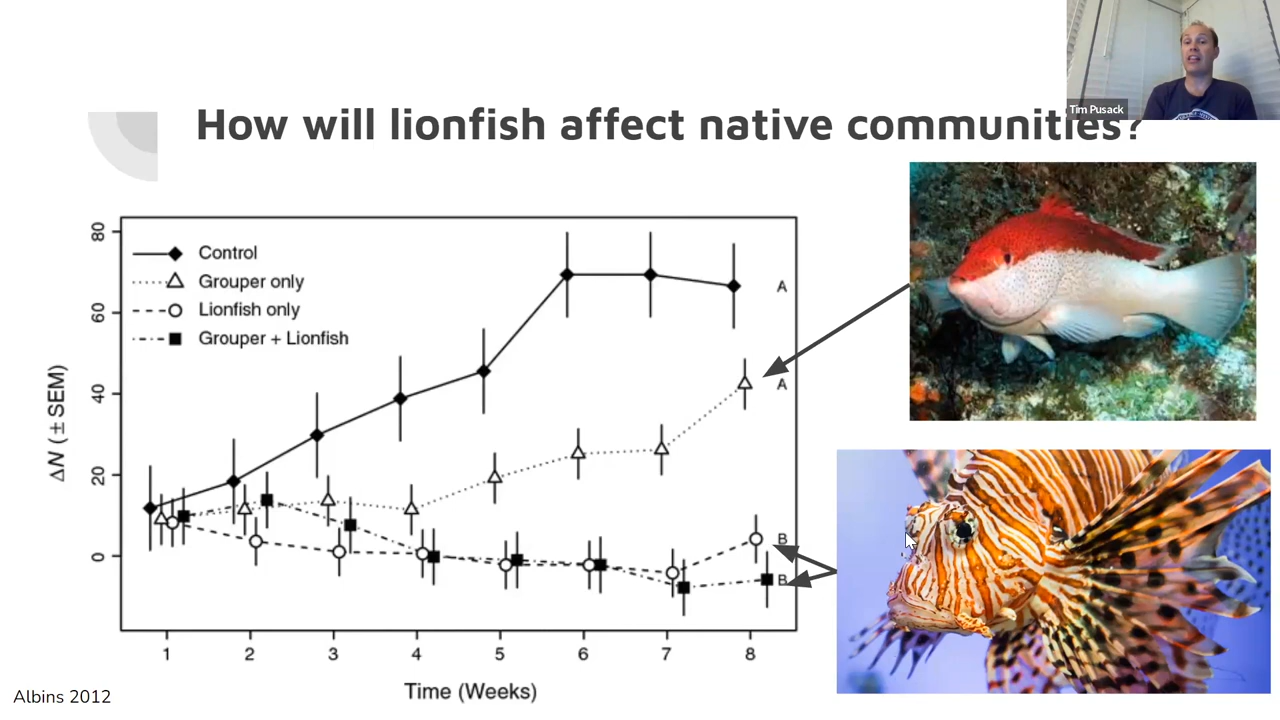 Tim Pusack
How will lionfish affect native communities?
Control
Grouper only
Lionfish only
Grouper + Lionfish
80
60
40
20
0
ΔN (±SEM)
A
A
B
B
1 2 3 4 5 6 7 8
Time (Weeks)
Albins 2012